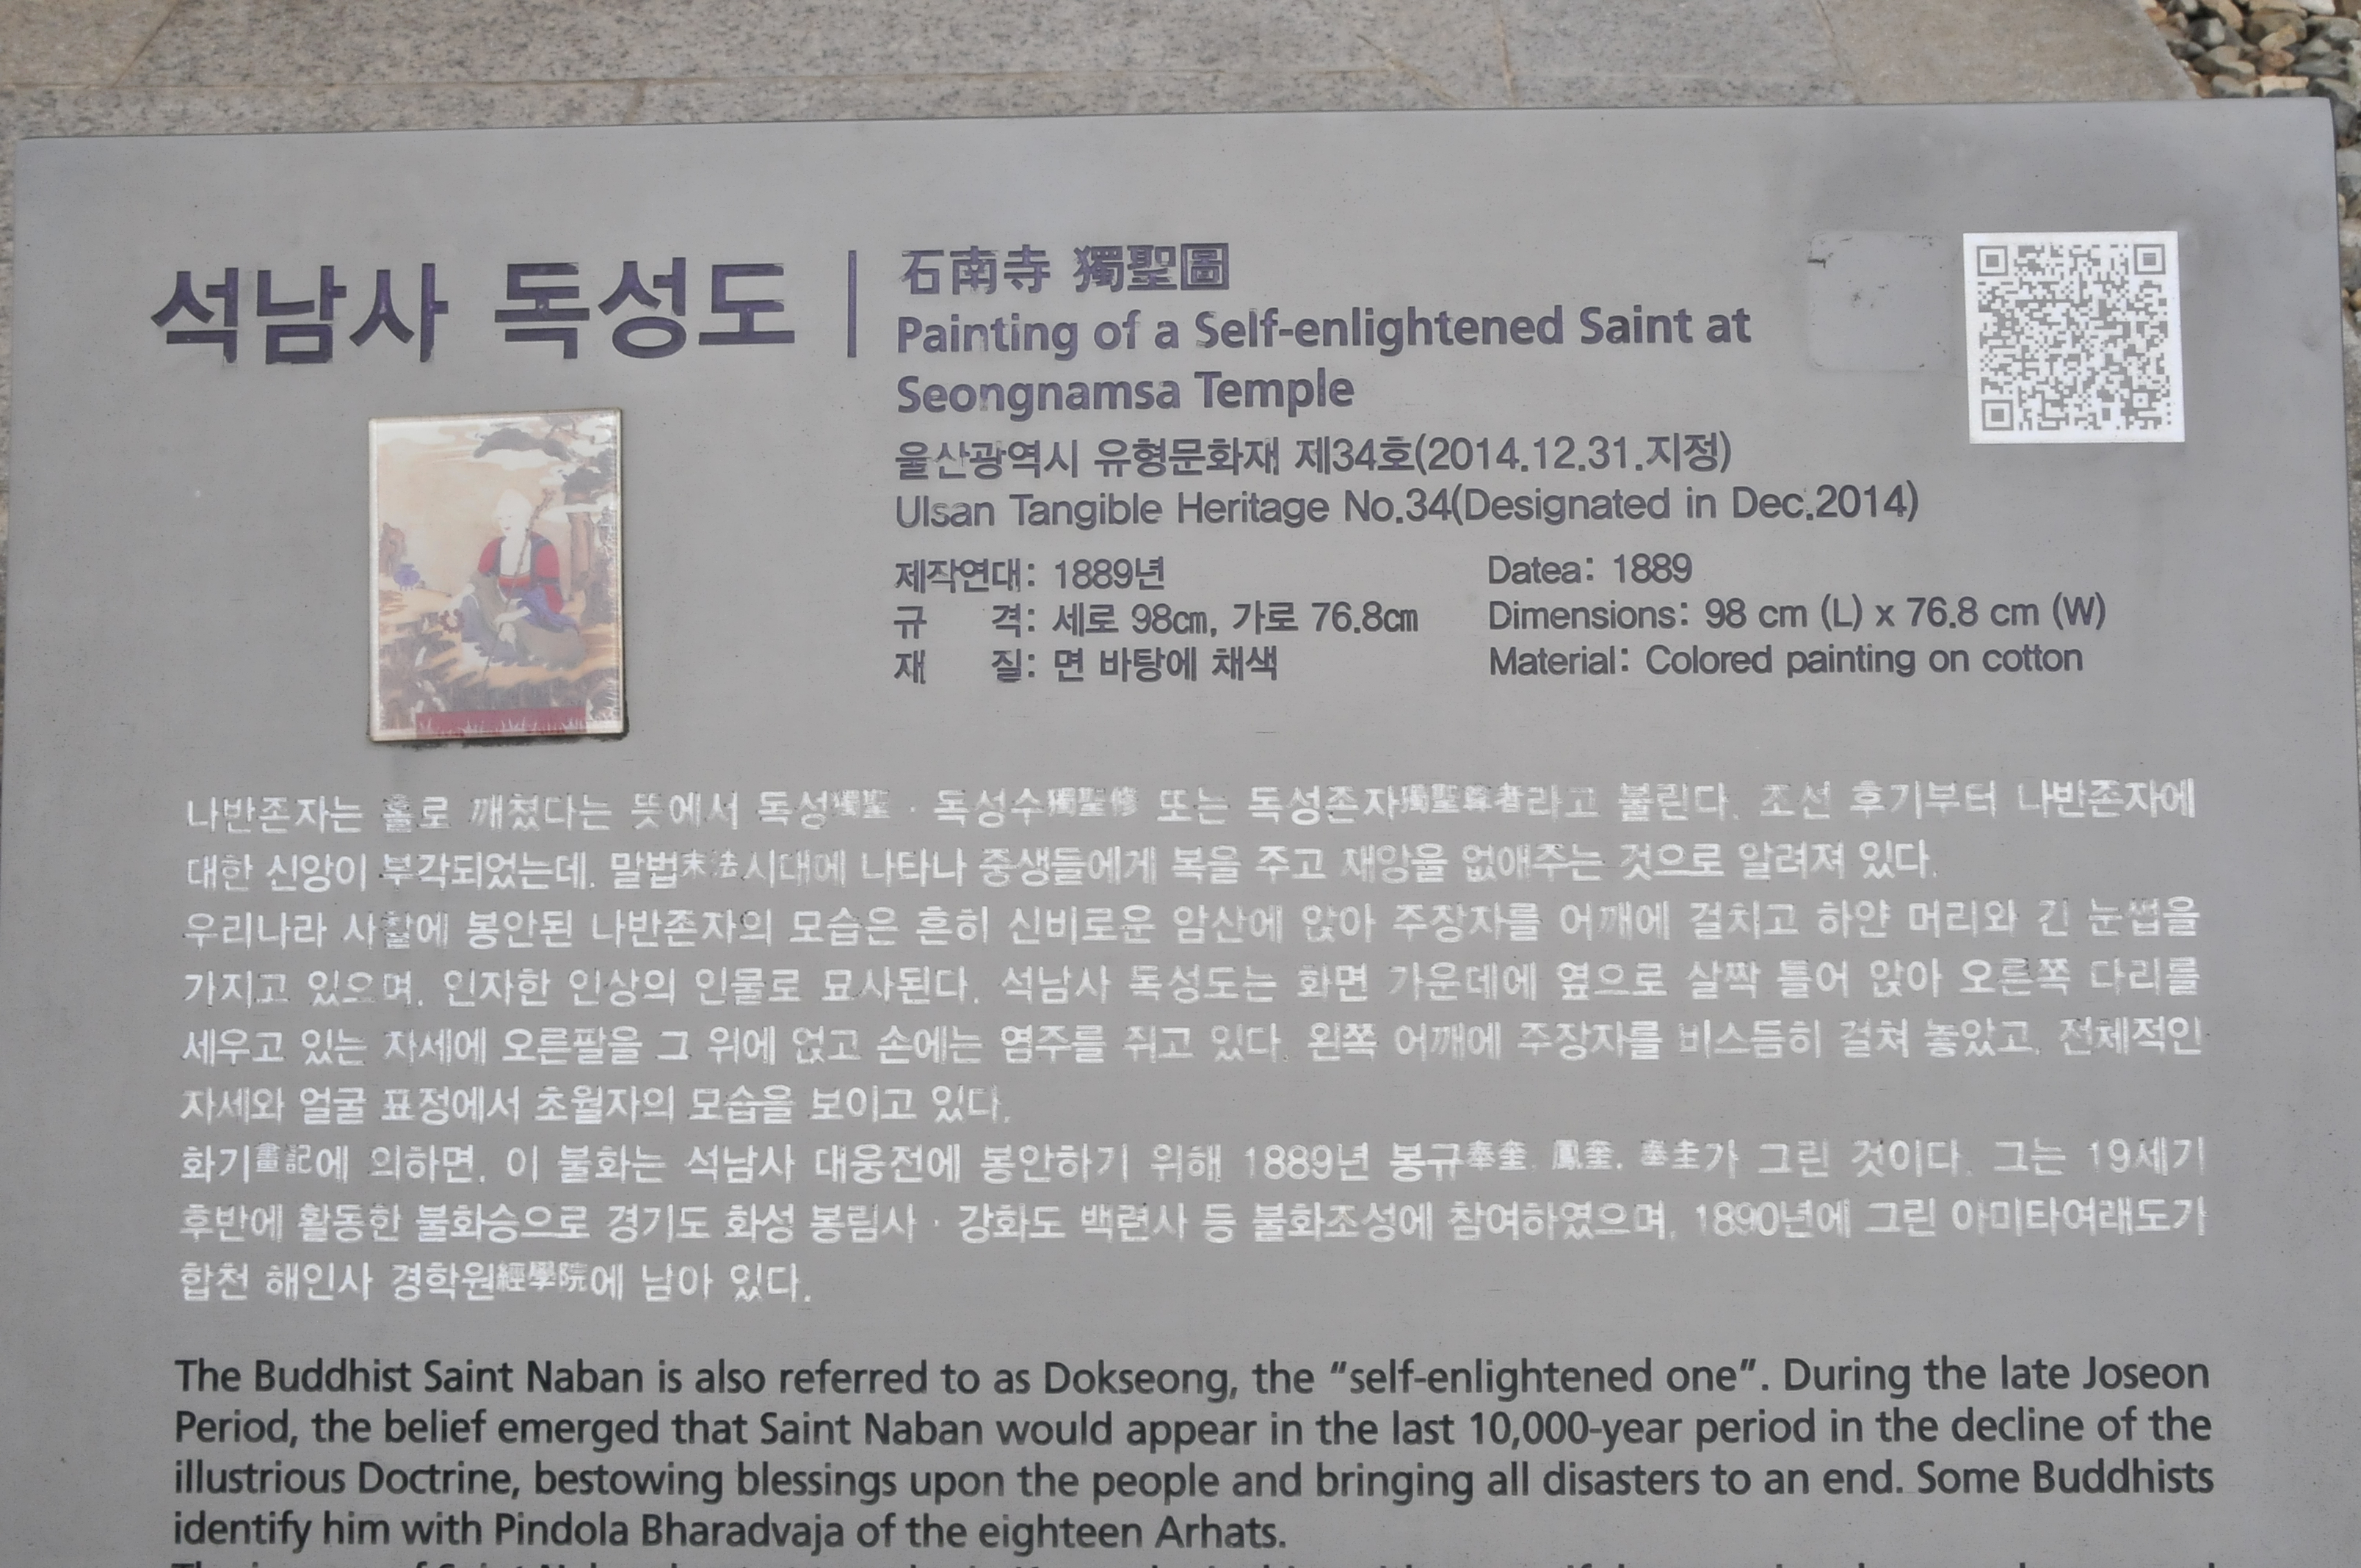 석남사 독성도
石南寺 獨聖圖
Painting of a Self-enlightened Saint at
Seongnamsa Temple
울산광역시 유형문화재 제34호(2014.12.31.지정)
Ulsan Tangible Heritage No.34(Designated in Dec.2014)
제작연대: 1889년
규 격: 세로 98㎝, 가로 76.8㎝
재 질: 면 바탕에 채색
Datea: 1889
Dimensions: 98 cm (L) x 76.8 cm (W)
Material: Colored painting on cotton
나반존자는 홀로 깨쳤다는 뜻에서 독성獨聖 · 독성수獨聖修 또는 독성존자獨聖尊者라고 불린다. 조선 후기부터 나반존자에
대한 신앙이 부각되었는데, 말법末法시대에 나타나 중생들에게 복을 주고 재앙을 없애주는 것으로 알려져 있다.
우리나라 사찰에 봉안된 나반존자의 모습은 흔히 신비로운 암산에 앉아 주장자를 어깨에 걸치고 하얀 머리와 긴 눈썹을
가지고 있으며, 인자한 인상의 인물로 묘사된다. 석남사 독성도는 화면 가운데에 옆으로 살짝 틀어 앉아 오른쪽 다리를
세우고 있는 자세에 오른팔을 그 위에 얹고 손에는 염주를 쥐고 있다. 왼쪽 어깨에 주장자를 비스듬히 걸쳐 놓았고, 전체적인
자세와 얼굴 표정에서 초월자의 모습을 보이고 있다.
화기畫記에 의하면, 이 불화는 석남사 대웅전에 봉안하기 위해 1889년 봉규奉奎, 鳳奎, 奉圭가 그린 것이다. 그는 19세기
후반에 활동한 불화승으로 경기도 화성 봉림사 · 강화도 백련사 등 불화조성에 참여하였으며, 1890년에 그린 아미타여래도가
합천 해인사 경학원經學院에 남아 있다.
The Buddhist Saint Naban is also referred to as Dokseong, the “self-enlightened one”. During the late Joseon
Period, the belief emerged that Saint Naban would appear in the last 10,000-year period in the decline of the
illustrious Doctrine, bestowing blessings upon the people and bringing all disasters to an end. Some Buddhists
identify him with Pindola Bharadvaja of the eighteen Arhats.